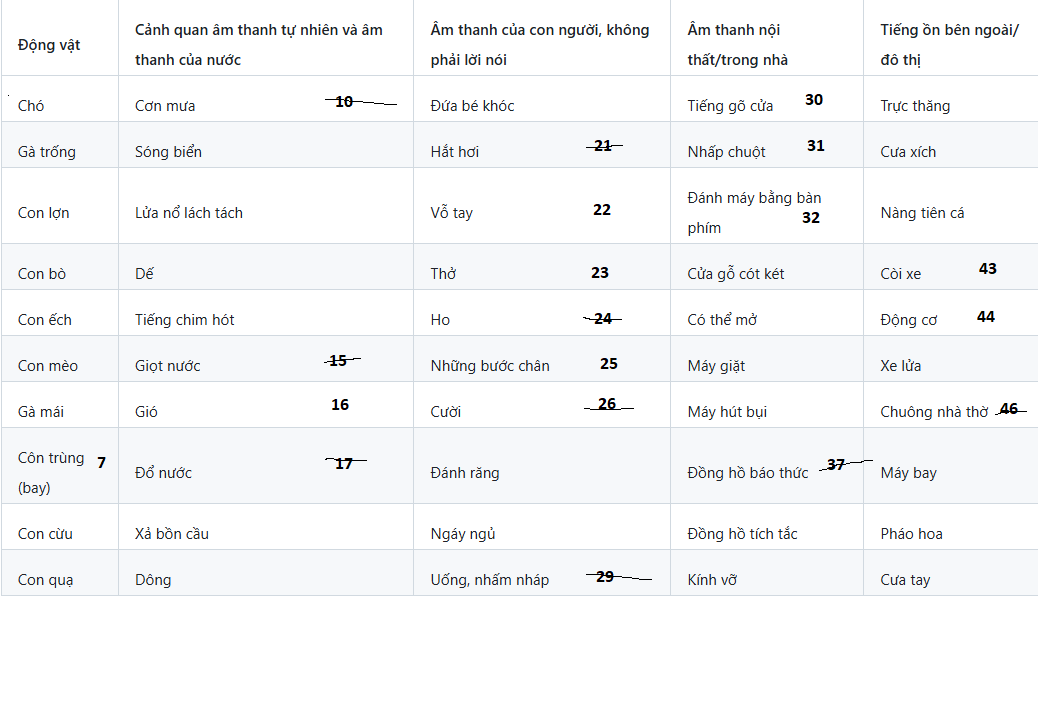 Động vật
Cảnh quan âm thanh tự nhiên và âm
thanh của nước
Âm thanh của con người, không
phải lời nói
Âm thanh nội
thất/trong nhà
Tiếng ồn bên ngoài/
đô thị
Chó
Cơn mưa 10
Đứa bé khóc
Tiếng gõ cửa 30
Trực thăng
Gà trống
Sóng biển
Hắt hơi 21
Nhấp chuột 31
Cưa xích
Con lợn
Lửa nổ lách tách
Vỗ tay 22
Đánh máy bằng bàn
phím 32
Nàng tiên cá
Con bò
Dế
Thở 23
Cửa gỗ cót két
Còi xe 43
Con ếch
Tiếng chim hót
Ho 24
Có thể mở
Động cơ 44
Con mèo
Giọt nước 15
Những bước chân 25
Máy giặt
Xe lửa
Gà mái
Gió 16
Cười 26
Máy hút bụi
Chuông nhà thờ 46
Côn trùng 7
(bay)
Đổ nước 17
Đánh răng
Đồng hồ báo thức 37
Máy bay
Con cừu
Xả bồn cầu
Ngáy ngủ
Đồng hồ tích tắc
Pháo hoa
Con quạ
Dông
Uống, nhấm nháp 29
Kính vỡ
Cưa tay